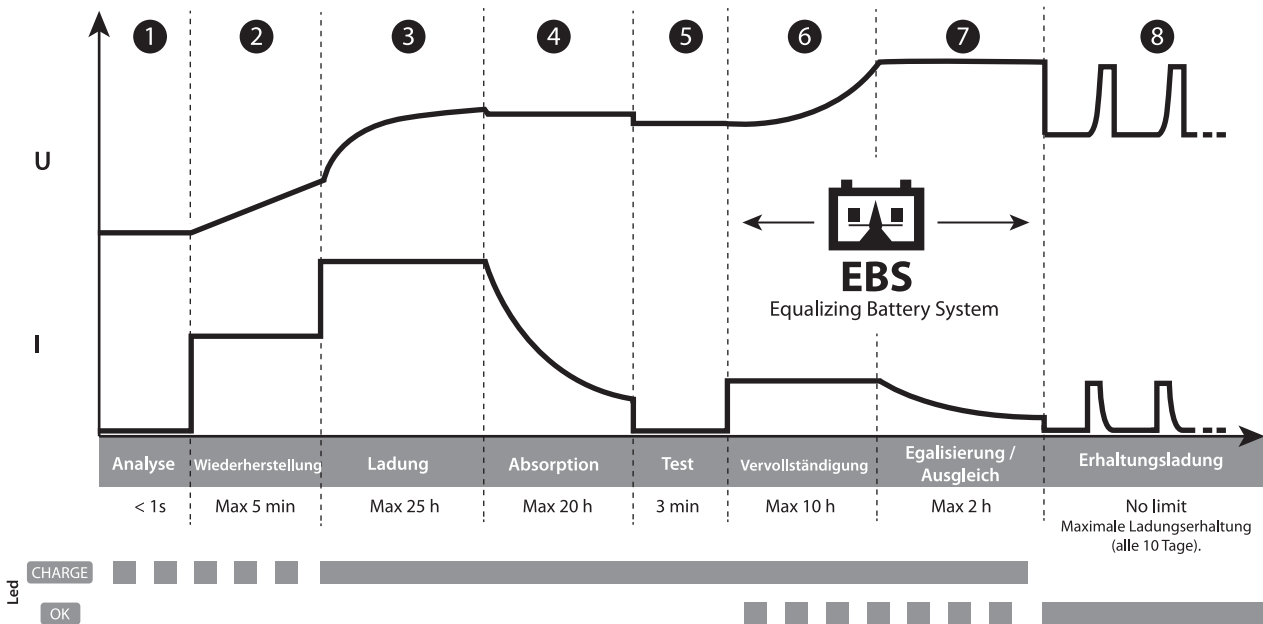 1 2 3 4 5 6 7 8
U
I
EBS
Equalizing Battery System
Analyse Wiederherstellung Ladung Absorption Test Vervollständigung Egalisierung / Erhaltungsladung
Ausgleich
< 1s Max 5 min Max 25 h Max 20 h 3 min Max 10 h Max 2 h No limit
Maximale Ladungserhaltung
(alle 10 Tage).
Led
CHARGE
OK